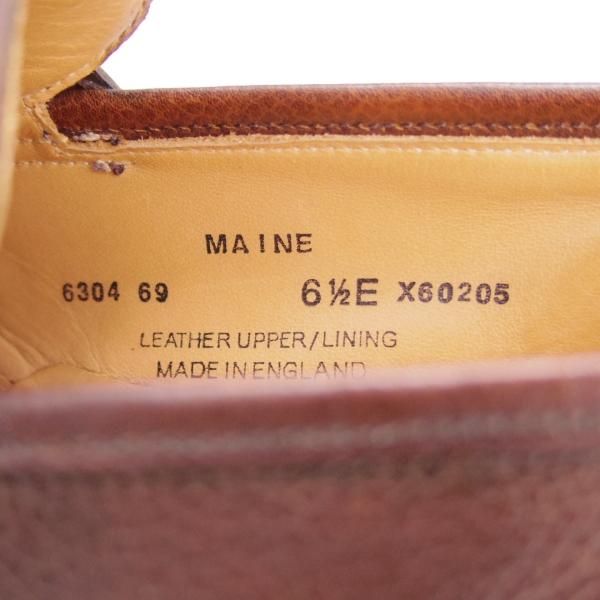 MAINE
6304 69 6½E X60205
LEATHER UPPER/LINING
MADE IN ENGLAND